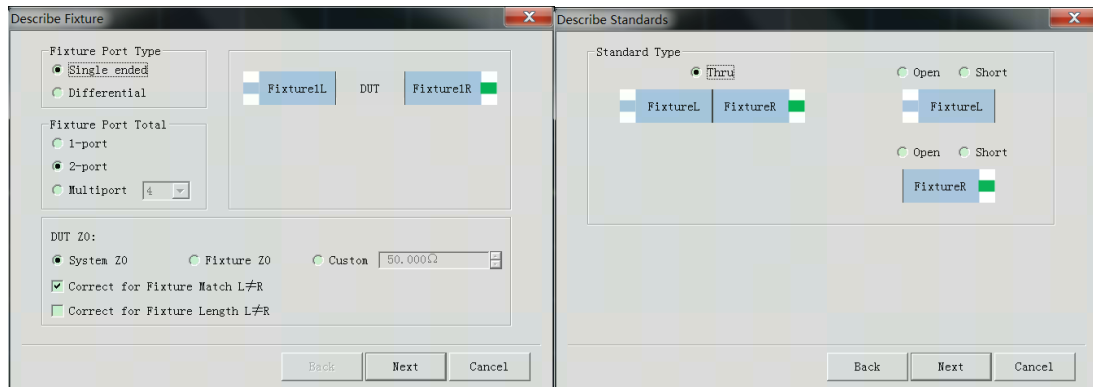 Describe Fixture
Fixture Port Type
Single ended
Differential
Fixture1L DUT Fixture1R
Fixture Port Total
1-port
2-port
Multiport 4
DUT Z0:
System Z0 Fixture Z0 Custom 50.000Ω
Correct for Fixture Match L≠R
Correct for Fixture Length L≠R
Back Next Cancel
Describe Standards
Standard Type
Thru Open Short
FixtureL FixtureR FixtureL
Open Short
FixtureR
Back Next Cancel